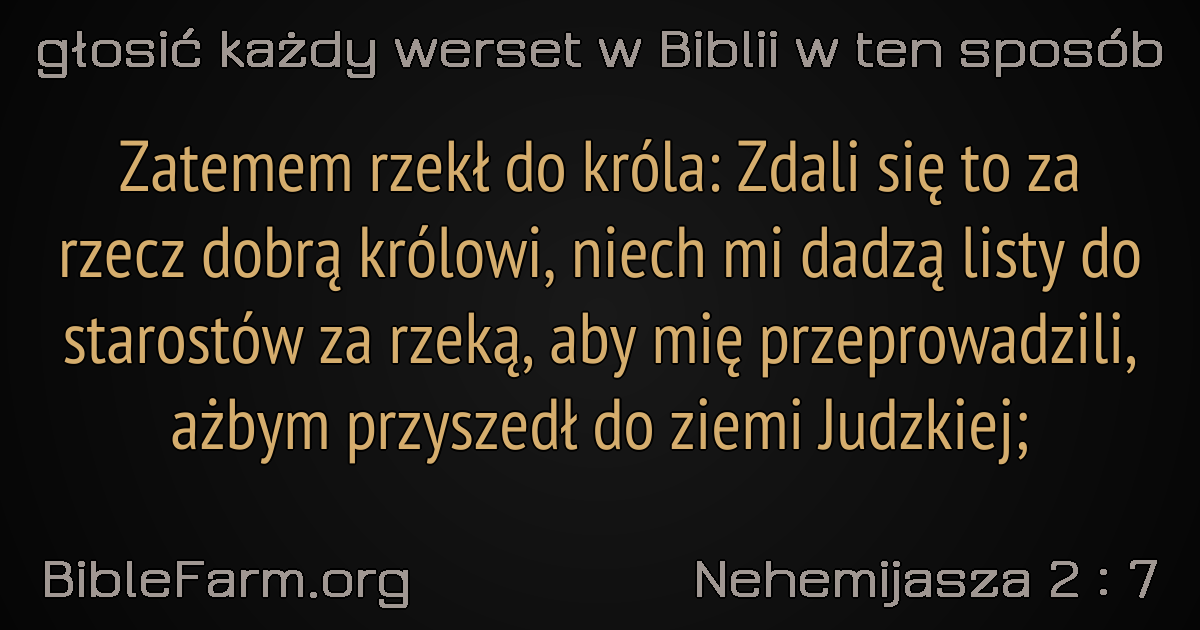 głosić każdy werset w Biblii w ten sposób
Zatemem rzekł do króla: Zdali się to za
rzecz dobrą królowi, niech mi dadzą listy do
starostów za rzeką, aby mię przeprowadzili,
ażbym przyszedł do ziemi Judzkiej;
BibleFarm.org
Nehemijasza 2 : 7